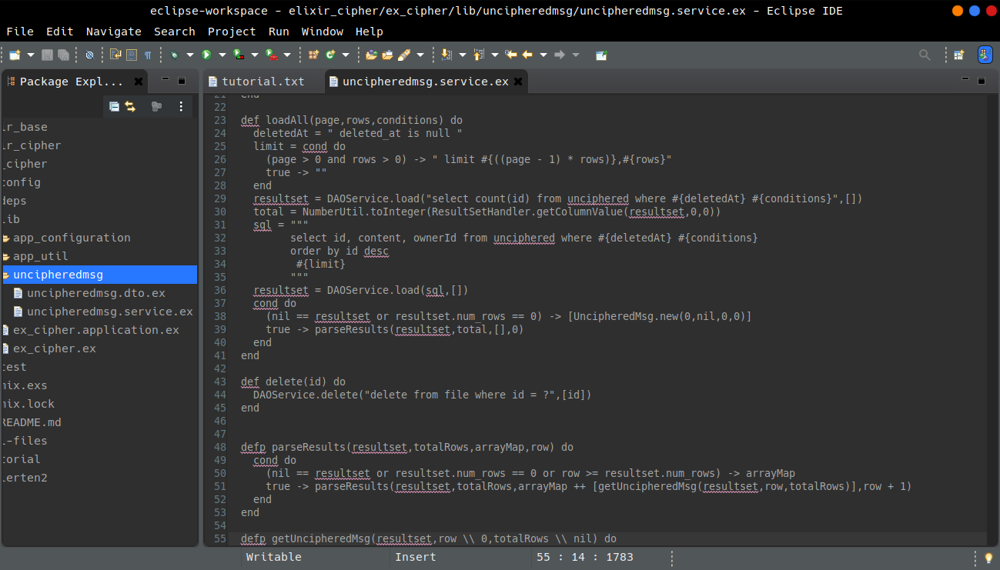 eclipse-workspace - elixir_cipher/ex_cipher/lib/uncipheredmsg/uncipheredmsg.service.ex - Eclipse IDE
File Edit Navigate Search Project Run Window Help
Package Expl...
ir_base
ir_cipher
_cipher
config
deps
lib
app_configuration
app_util
uncipheredmsg
uncipheredmsg.dto.ex
uncipheredmsg.service.ex
ex_cipher.application.ex
ex_cipher.ex
test
mix.exs
mix.lock
README.md
l-files
torial
lerten2
tutorial.txt
uncipheredmsg.service.ex
21 end
22
23 def loadAll(page,rows,conditions) do
24   deletedAt = " deleted_at is null "
25   limit = cond do
26     (page > 0 and rows > 0) -> " limit #{((page - 1) * rows)},#{rows}"
27     true -> ""
28   end
29   resultset = DAOService.load("select count(id) from unciphered where #{deletedAt} #{conditions}",[])
30   total = NumberUtil.toInteger(ResultSetHandler.getColumnValue(resultset,0,0))
31   sql = """
32         select id, content, ownerId from unciphered where #{deletedAt} #{conditions}
33         order by id desc
34          #{limit}
35         """
36   resultset = DAOService.load(sql,[])
37   cond do
38     (nil == resultset or resultset.num_rows == 0) -> [UncipheredMsg.new(0,nil,0,0)]
39     true -> parseResults(resultset,total,[],0)
40   end
41 end
42
43 def delete(id) do
44   DAOService.delete("delete from file where id = ?",[id])
45 end
46
47
48 defp parseResults(resultset,totalRows,arrayMap,row) do
49   cond do
50     (nil == resultset or resultset.num_rows == 0 or row >= resultset.num_rows) -> arrayMap
51     true -> parseResults(resultset,totalRows,arrayMap ++ [getUncipheredMsg(resultset,row,totalRows)],row + 1)
52   end
53 end
54
55 defp getUncipheredMsg(resultset,row \\ 0,totalRows \\ nil) do
Writable Insert 55 : 14 : 1783